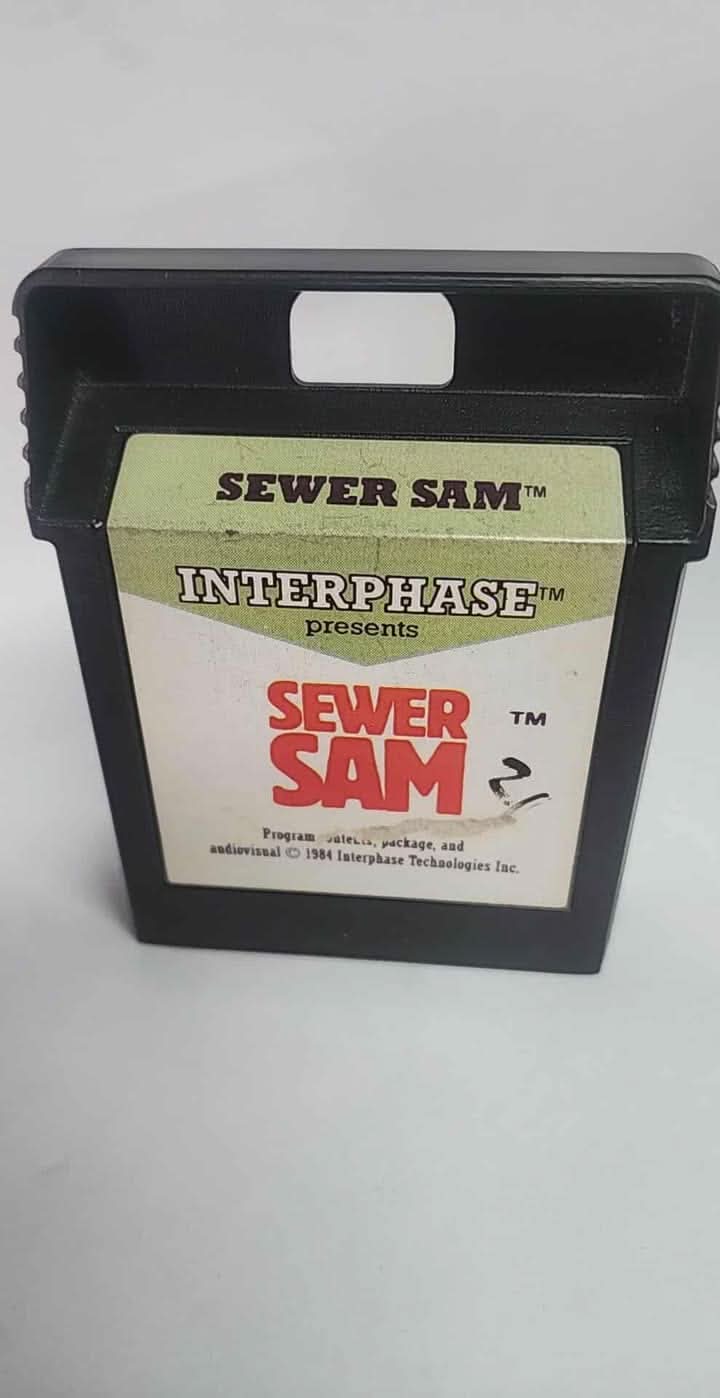 SEWER SAM™
INTERPHASE™
presents
SEWER
SAM ™
Program package, and
audiovisual © 1984 Interphase Technologies Inc.